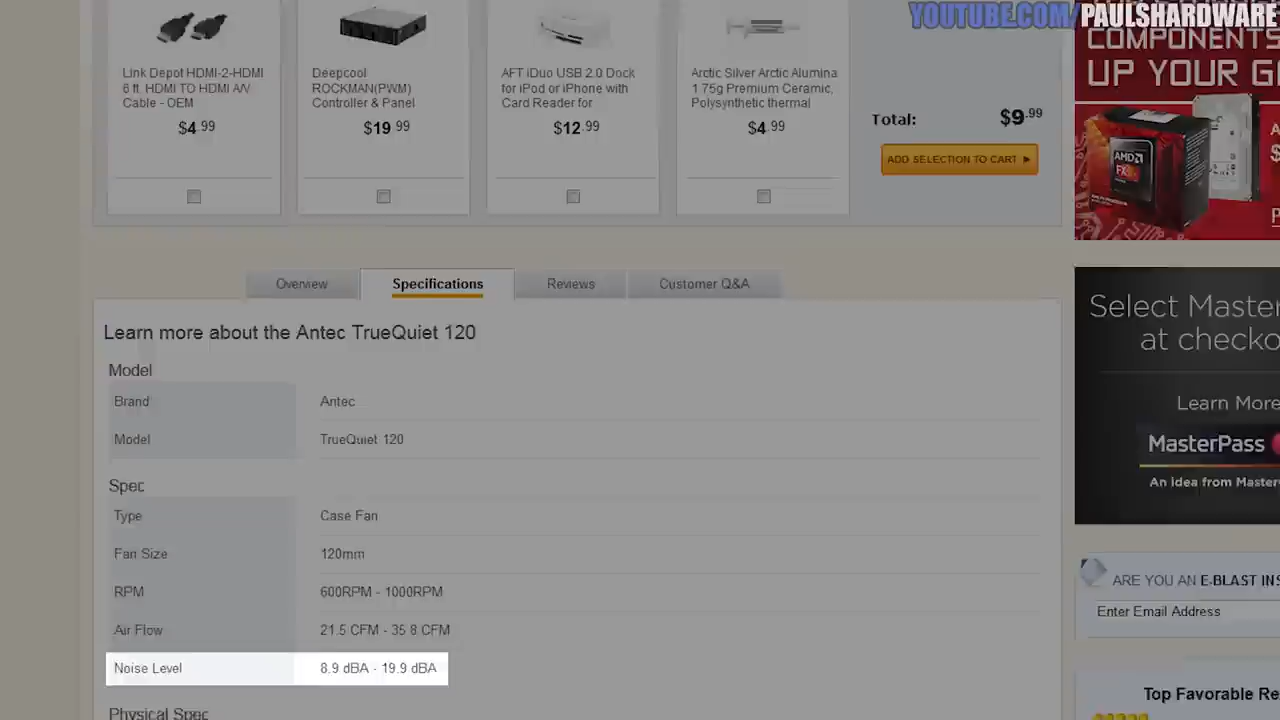 YOUTUBE.COM/PAULSHARDWARE
COMPONENTS
UP YOUR G
Link Depot HDMI-2-HDMI
6 ft. HDMI TO HDMI A/V
Cable - OEM
$4.99
Deepcool
ROCKMAN(PWM)
Controller & Panel
$19.99
AFT iDuo USB 2.0 Dock
for iPod or iPhone with
Card Reader for
$12.99
Arctic Silver Arctic Alumina
1.75g Premium Ceramic,
Polysynthetic thermal
$4.99
Total: $9.99
ADD SELECTION TO CART
AMD
FX
Overview
Specifications
Reviews
Customer Q&A
Learn more about the Antec TrueQuiet 120
Model
Brand Antec
Model TrueQuiet 120
Spec
Type Case Fan
Fan Size 120mm
RPM 600RPM - 1000RPM
Air Flow 21.5 CFM - 35.8 CFM
Noise Level 8.9 dBA - 19.9 dBA
Physical Spec
Select Master
at checko
Learn More
MasterPass
An Idea from Master
ARE YOU AN E-BLAST INS
Enter Email Address
Top Favorable Re